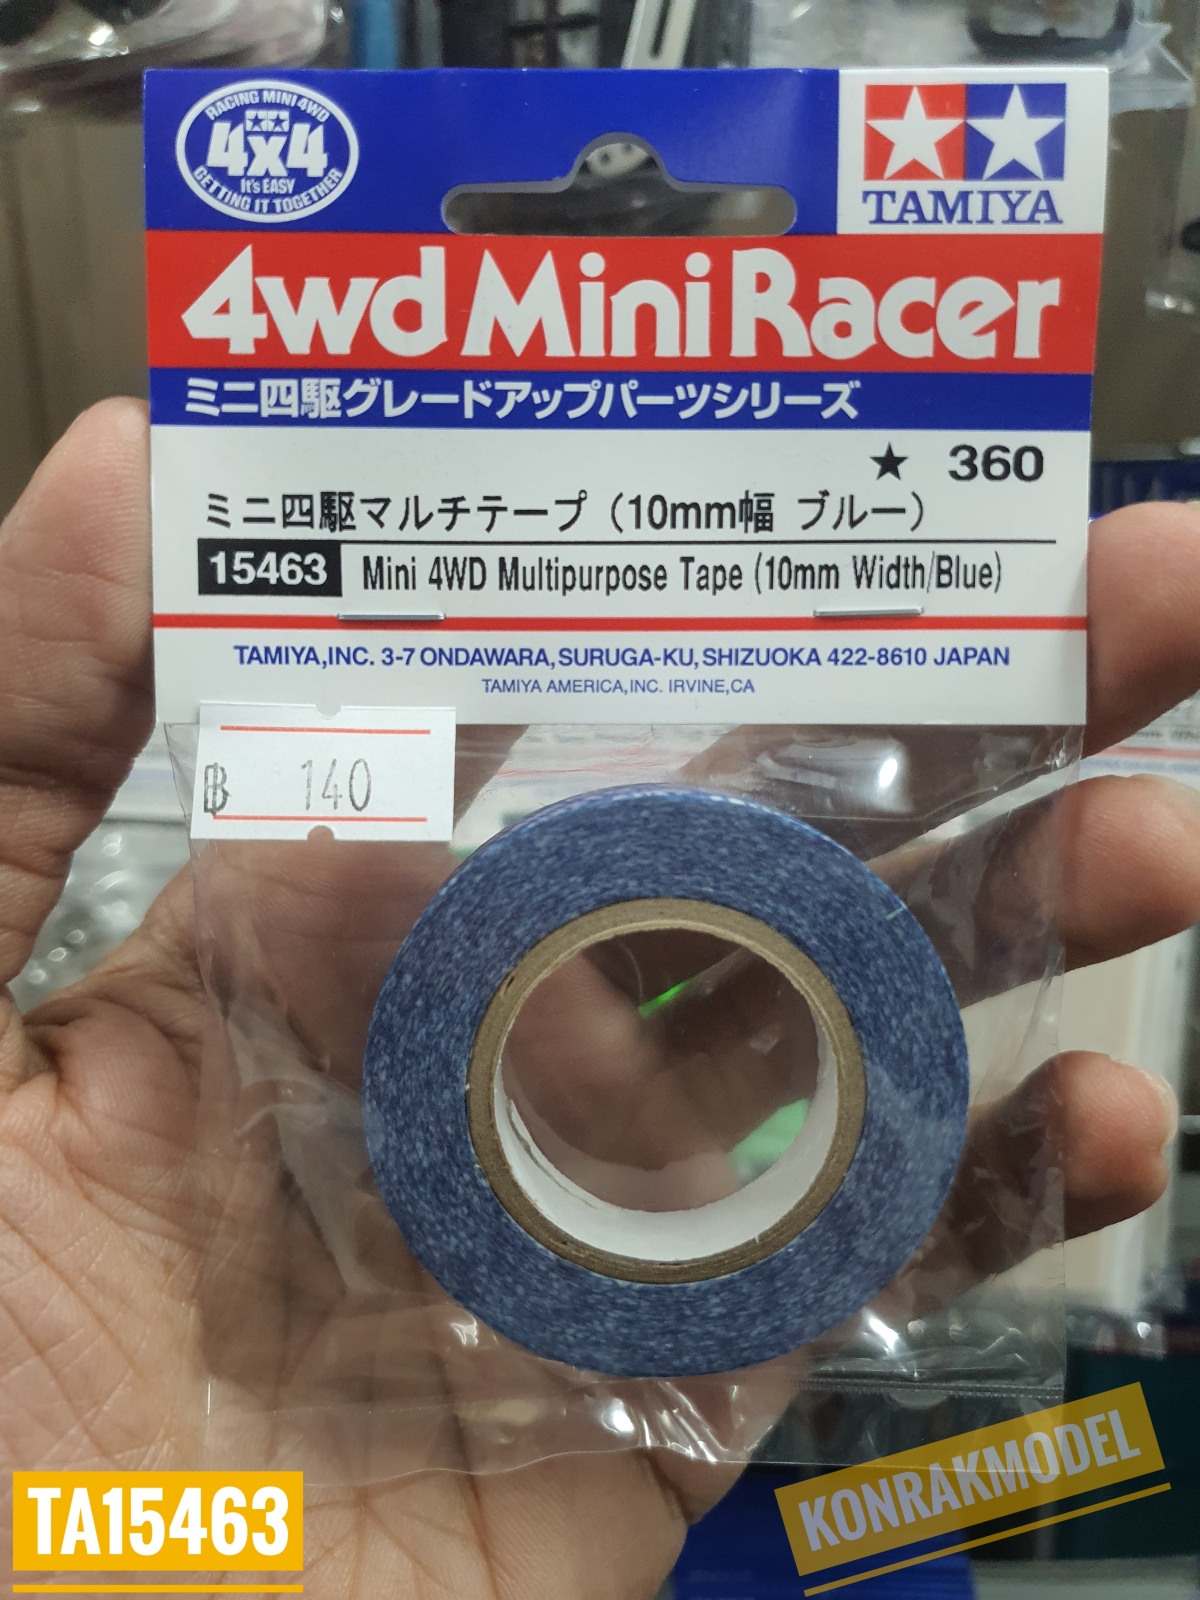 RACING MINI 4WD
4x4
It's EASY
GETTING IT TOGETHER
TAMIYA
4wd Mini Racer
ミニ四駆グレードアップパーツシリーズ
★ 360
ミニ四駆マルチテープ（10mm幅 ブルー）
15463 Mini 4WD Multipurpose Tape (10mm Width/Blue)
TAMIYA,INC. 3-7 ONDAWARA, SURUGA-KU, SHIZUOKA 422-8610 JAPAN
TAMIYA AMERICA,INC. IRVINE,CA
฿ 140
TA15463
KONRAKMODEL